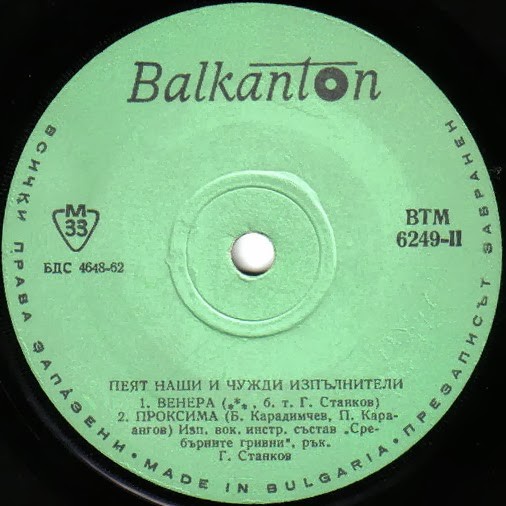 Balkanton
ВСИЧКИ ПРАВА ЗАПАЗЕНИ • MADE IN BULGARIA • ПРЕЗАПИСЪТ ЗАБРАНЕН
М
33
БДС 4648-62
ВТМ
6249-II
ПЕЯТ НАШИ И ЧУЖДИ ИЗПЪЛНИТЕЛИ
1. ВЕНЕРА (***, б. т. Г. Станков)
2. ПРОКСИМА (Б. Карадимчев, П. Кара-
ангов) Изп. вок. инстр. състав „Сре-
бърните гривни", рък.
Г. Станков